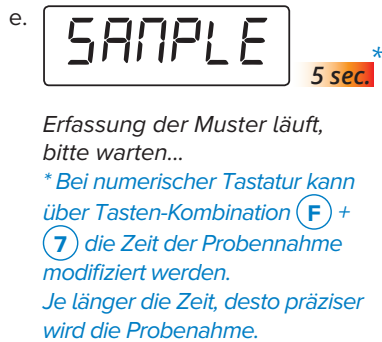 e.
SAMPLE
5 sec.*
Erfassung der Muster läuft,
bitte warten...
* Bei numerischer Tastatur kann
über Tasten-Kombination F +
7 die Zeit der Probennahme
modifiziert werden.
Je länger die Zeit, desto präziser
wird die Probenahme.